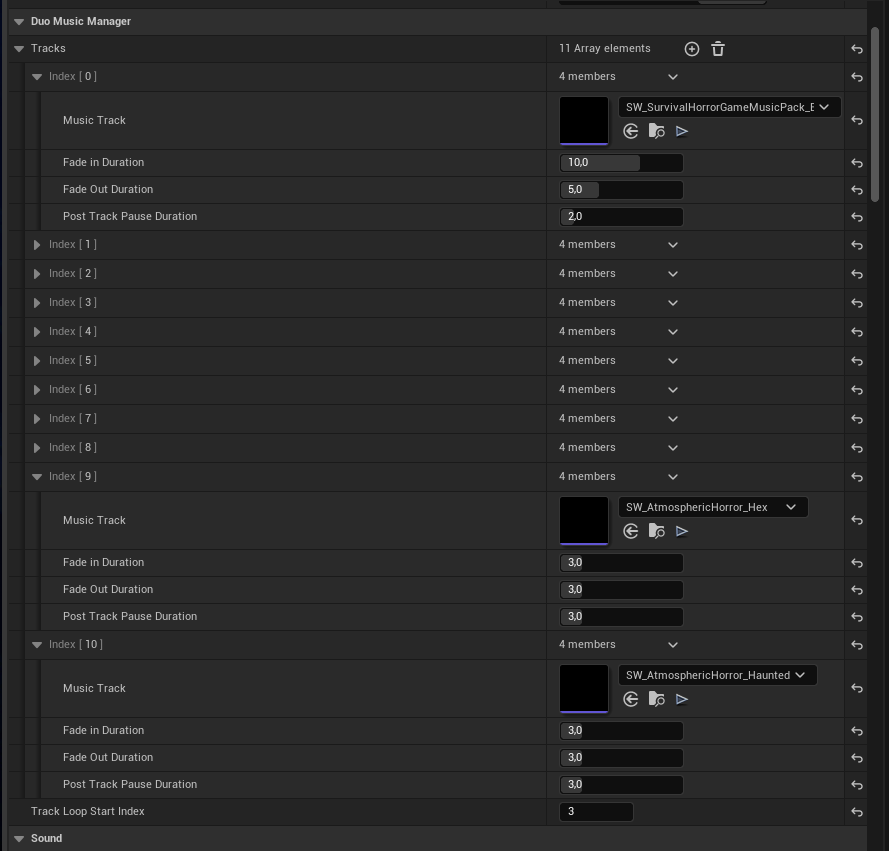 Duo Music Manager
Tracks 11 Array elements
Index [ 0 ] 4 members
Music Track SW_SurvivalHorrorGameMusicPack_E
Fade in Duration 10,0
Fade Out Duration 5,0
Post Track Pause Duration 2,0
Index [ 1 ] 4 members
Index [ 2 ] 4 members
Index [ 3 ] 4 members
Index [ 4 ] 4 members
Index [ 5 ] 4 members
Index [ 6 ] 4 members
Index [ 7 ] 4 members
Index [ 8 ] 4 members
Index [ 9 ] 4 members
Music Track SW_AtmosphericHorror_Hex
Fade in Duration 3,0
Fade Out Duration 3,0
Post Track Pause Duration 3,0
Index [ 10 ] 4 members
Music Track SW_AtmosphericHorror_Haunted
Fade in Duration 3,0
Fade Out Duration 3,0
Post Track Pause Duration 3,0
Track Loop Start Index 3
Sound